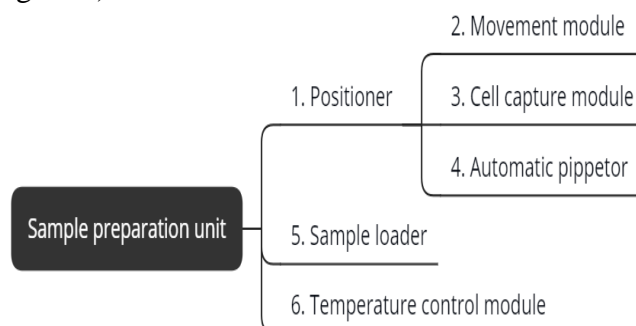 2. Movement module
1. Positioner
3. Cell capture module
4. Automatic pippetor
Sample preparation unit
5. Sample loader
6. Temperature control module